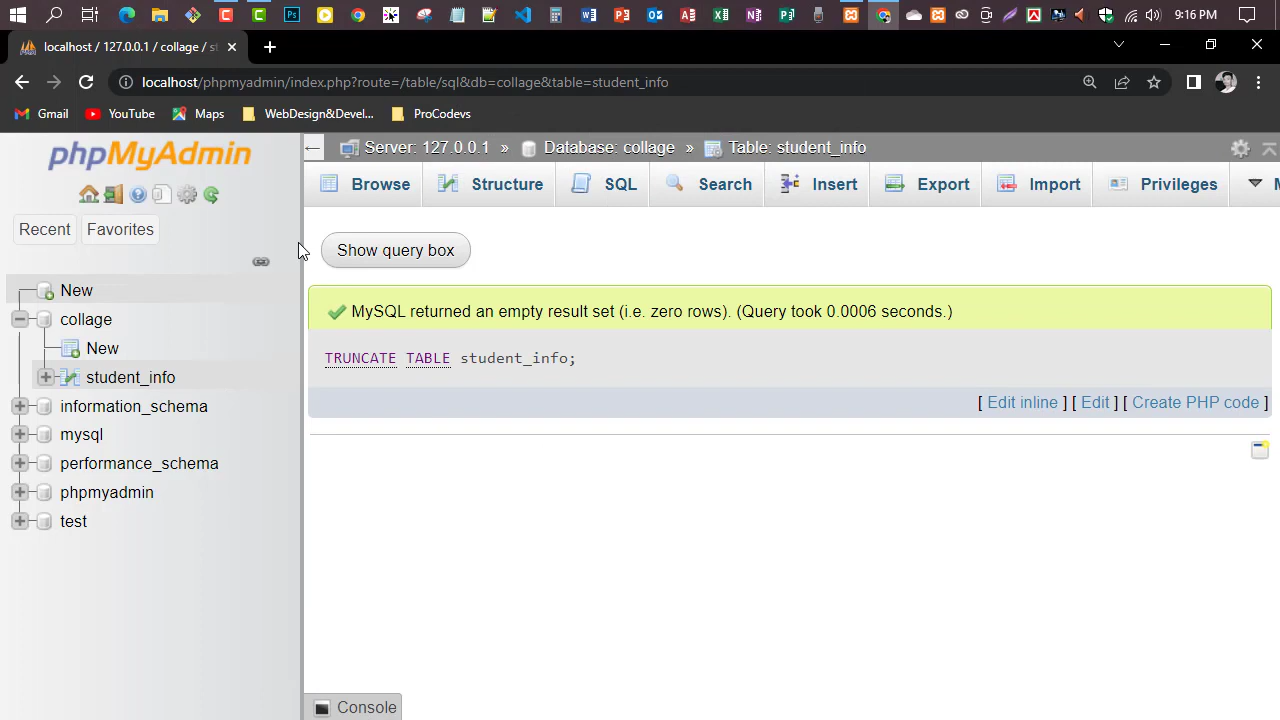 9:16 PM
localhost / 127.0.0.1 / collage / st
localhost/phpmyadmin/index.php?route=/table/sql&db=collage&table=student_info
Gmail YouTube Maps WebDesign&Devel... ProCodevs
phpMyAdmin
Recent Favorites
New
collage
New
student_info
information_schema
mysql
performance_schema
phpmyadmin
test
Server: 127.0.0.1 » Database: collage » Table: student_info
Browse Structure SQL Search Insert Export Import Privileges M
Show query box
MySQL returned an empty result set (i.e. zero rows). (Query took 0.0006 seconds.)
TRUNCATE TABLE student_info;
[ Edit inline ] [ Edit ] [ Create PHP code ]
Console